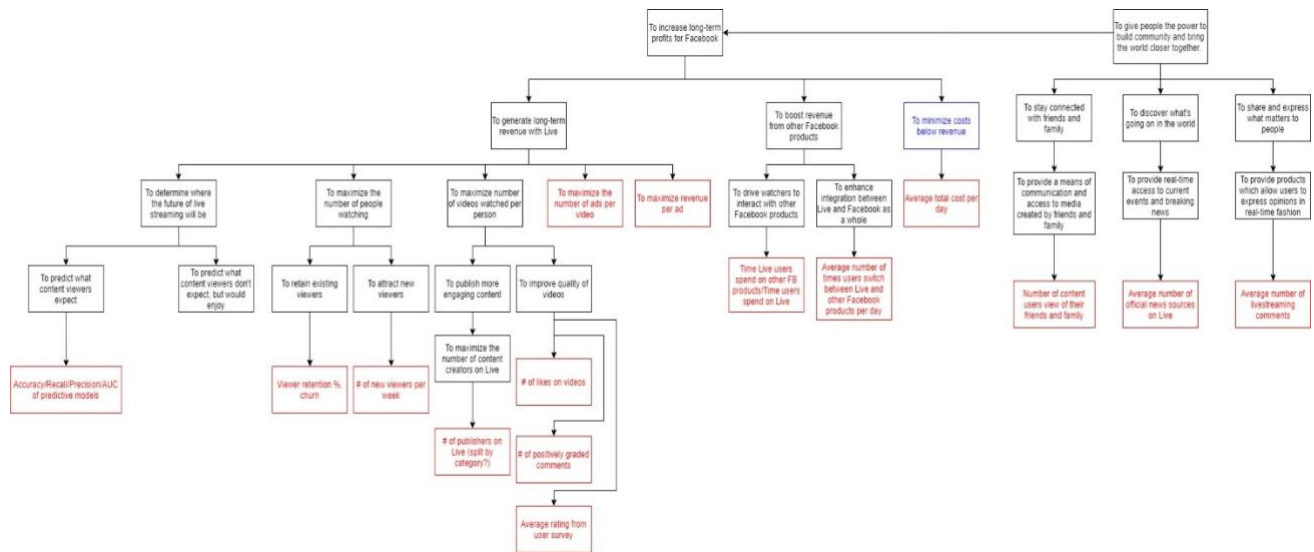 To increase long-term
profits for Facebook
To give people the power to
build community and bring
the world closer together.
To generate long-term
revenue with Live
To boost revenue
from other Facebook
products
To minimize costs
below revenue
To stay connected
with friends and
family
To discover what's
going on in the world
To share and express
what matters to
people
To determine where
the future of live
streaming will be
To maximize the
number of people
watching
To maximize number
of videos watched per
person
To maximize the
number of ads per
video
To maximize revenue
per ad
To drive watchers to
interact with other
Facebook products
To enhance
integration between
Live and Facebook as
a whole
Average total cost per
day
To provide a means of
communication and
access to media
created by friends and
family
To provide real-time
access to current
events and breaking
news
To provide products
which allow users to
express opinions in
real-time fashion
To predict what
content viewers
expect
To predict what
content viewers don't
expect, but would
enjoy
To retain existing
viewers
To attract new
viewers
To publish more
engaging content
To improve quality of
videos
Time Live users
spend on other FB
products/Time users
spend on Live
Average number of
times users switch
between Live and
other Facebook
products per day
Number of content
users view of their
friends and family
Average number of
official news sources
on Live
Average number of
livestreaming
comments
To maximize the
number of content
creators on Live
Accuracy/Recall/Precision/AUC
of predictive models
Viewer retention %,
churn
# of new viewers per
week
# of likes on videos
# of publishers on
Live (split by
category?)
# of positively graded
comments
Average rating from
user survey